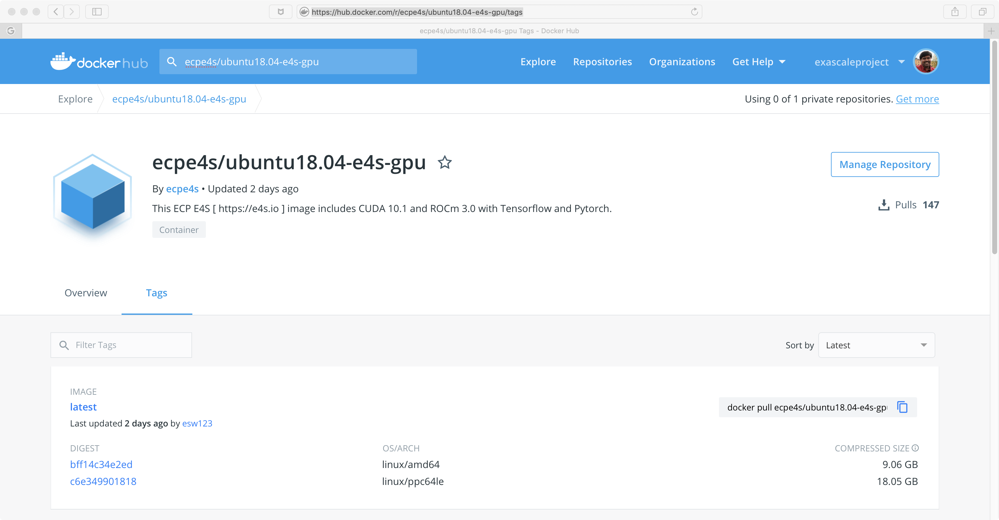 https://hub.docker.com/r/ecpe4s/ubuntu18.04-e4s-gpu/tags
G
ecpe4s/ubuntu18.04-e4s-gpu Tags - Docker Hub
docker hub
ecpe4s/ubuntu18.04-e4s-gpu
Explore Repositories Organizations Get Help exascaleproject
Explore ecpe4s/ubuntu18.04-e4s-gpu Using 0 of 1 private repositories. Get more
ecpe4s/ubuntu18.04-e4s-gpu
Manage Repository
By ecpe4s • Updated 2 days ago
This ECP E4S [ https://e4s.io ] image includes CUDA 10.1 and ROCm 3.0 with Tensorflow and Pytorch.
Pulls 147
Container
Overview Tags
Filter Tags
Sort by Latest
IMAGE
latest
docker pull ecpe4s/ubuntu18.04-e4s-gp
Last updated 2 days ago by esw123
DIGEST OS/ARCH COMPRESSED SIZE
bff14c34e2ed linux/amd64 9.06 GB
c6e349901818 linux/ppc64le 18.05 GB